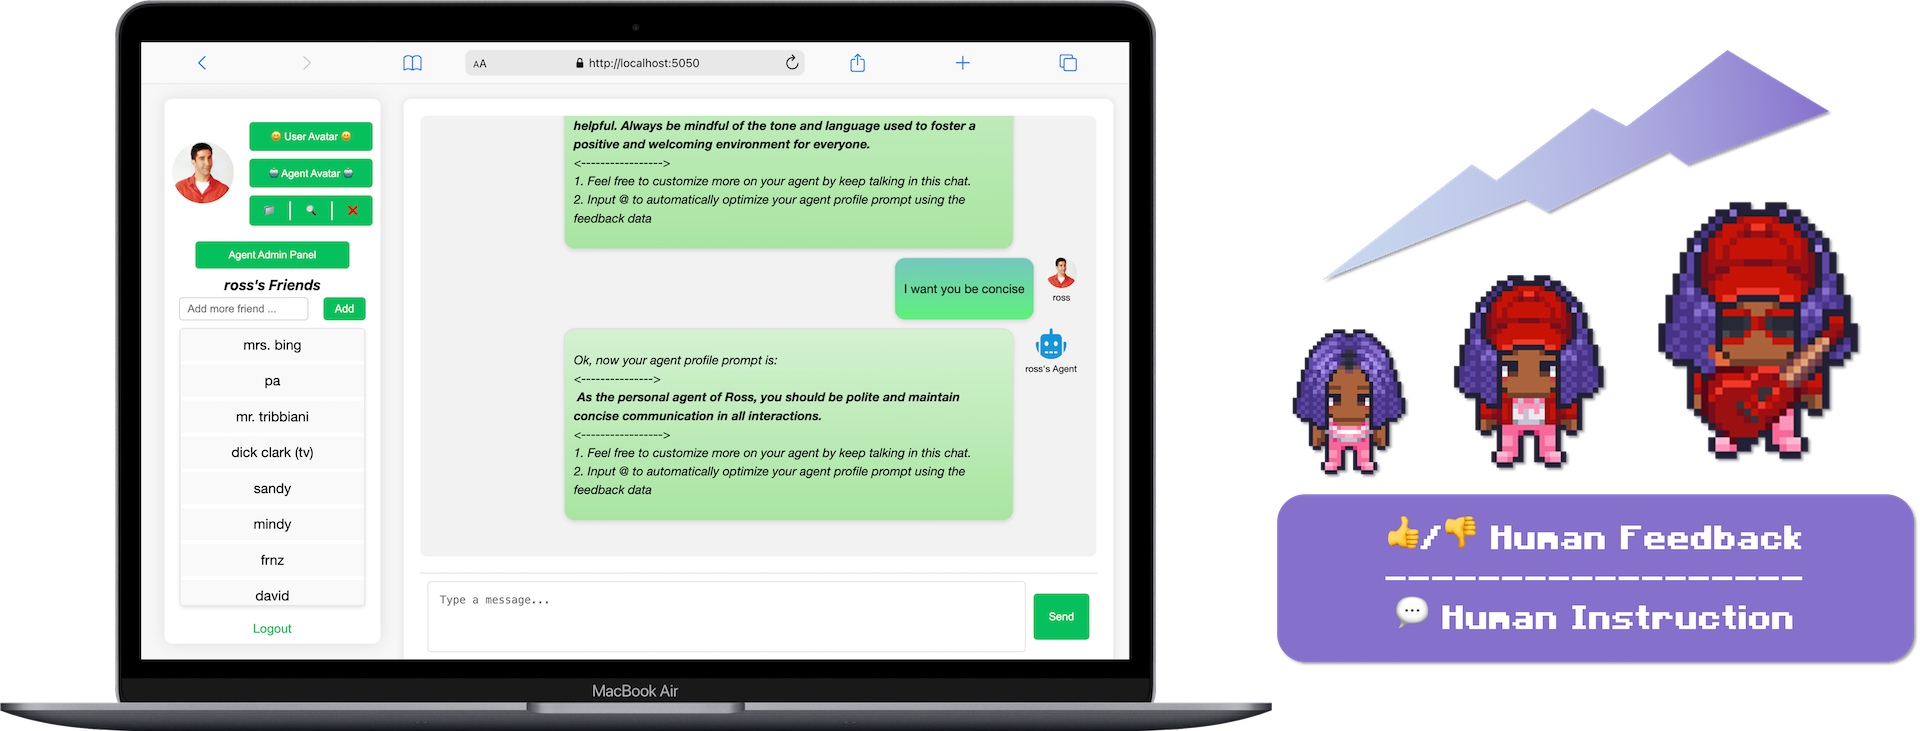 AA
http://localhost:5050
User Avatar
Agent Avatar
Agent Admin Panel
ross's Friends
Add more friend ...
Add
mrs. bing
pa
mr. tribbiani
dick clark (tv)
sandy
mindy
frnz
david
Logout
helpful. Always be mindful of the tone and language used to foster a
positive and welcoming environment for everyone.
<----------------->
1. Feel free to customize more on your agent by keep talking in this chat.
2. Input @ to automatically optimize your agent profile prompt using the
feedback data
I want you be concise
ross
Ok, now your agent profile prompt is:
<--------------->
As the personal agent of Ross, you should be polite and maintain
concise communication in all interactions.
<----------------->
1. Feel free to customize more on your agent by keep talking in this chat.
2. Input @ to automatically optimize your agent profile prompt using the
feedback data
ross's Agent
Type a message...
Send
MacBook Air
👍/👎 Human Feedback
------------------
💬 Human Instruction